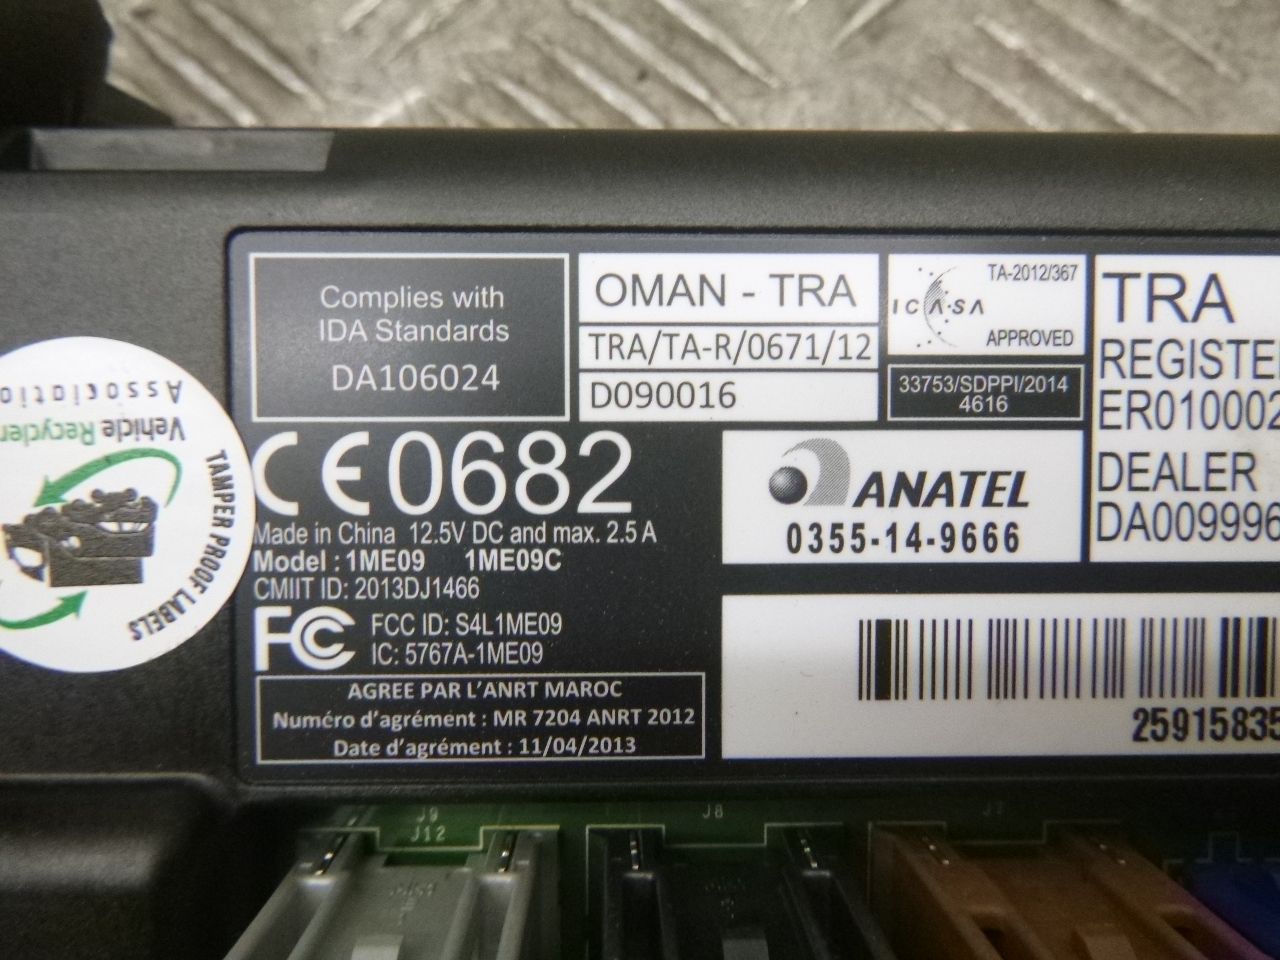 Complies with
IDA Standards
DA106024
OMAN - TRA
TRA/TA-R/0671/12
D090016
ICASA
TA-2012/367
APPROVED
33753/SDPPI/2014
4616
TRA
REGISTE
ER010002
DEALER
DA009996
CE0682
Made in China 12.5V DC and max. 2.5 A
Model : 1ME09 1ME09C
CMIIT ID: 2013DJ1466
FC FCC ID: S4L1ME09
IC: 5767A-1ME09
AGREE PAR L'ANRT MAROC
Numéro d'agrément : MR 7204 ANRT 2012
Date d'agrément : 11/04/2013
ANATEL
0355-14-9666
25915835
Vehicle Recyclers
Association
TAMPER PROOF LABELS
J9
J12
J8